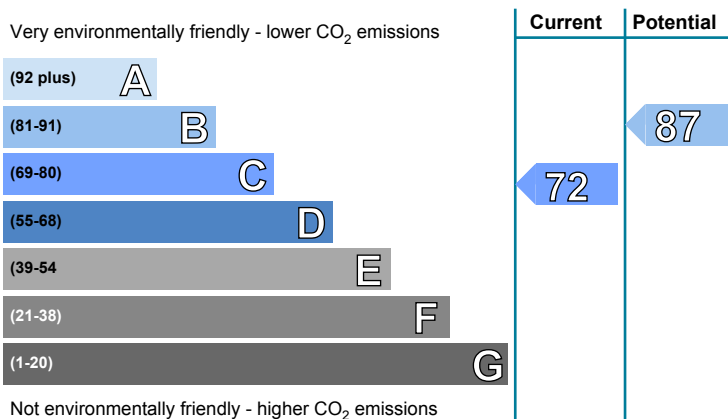 Current Potential
Very environmentally friendly - lower CO2 emissions
(92 plus) A
(81-91) B 87
(69-80) C 72
(55-68) D
(39-54 E
(21-38) F
(1-20) G
Not environmentally friendly - higher CO2 emissions